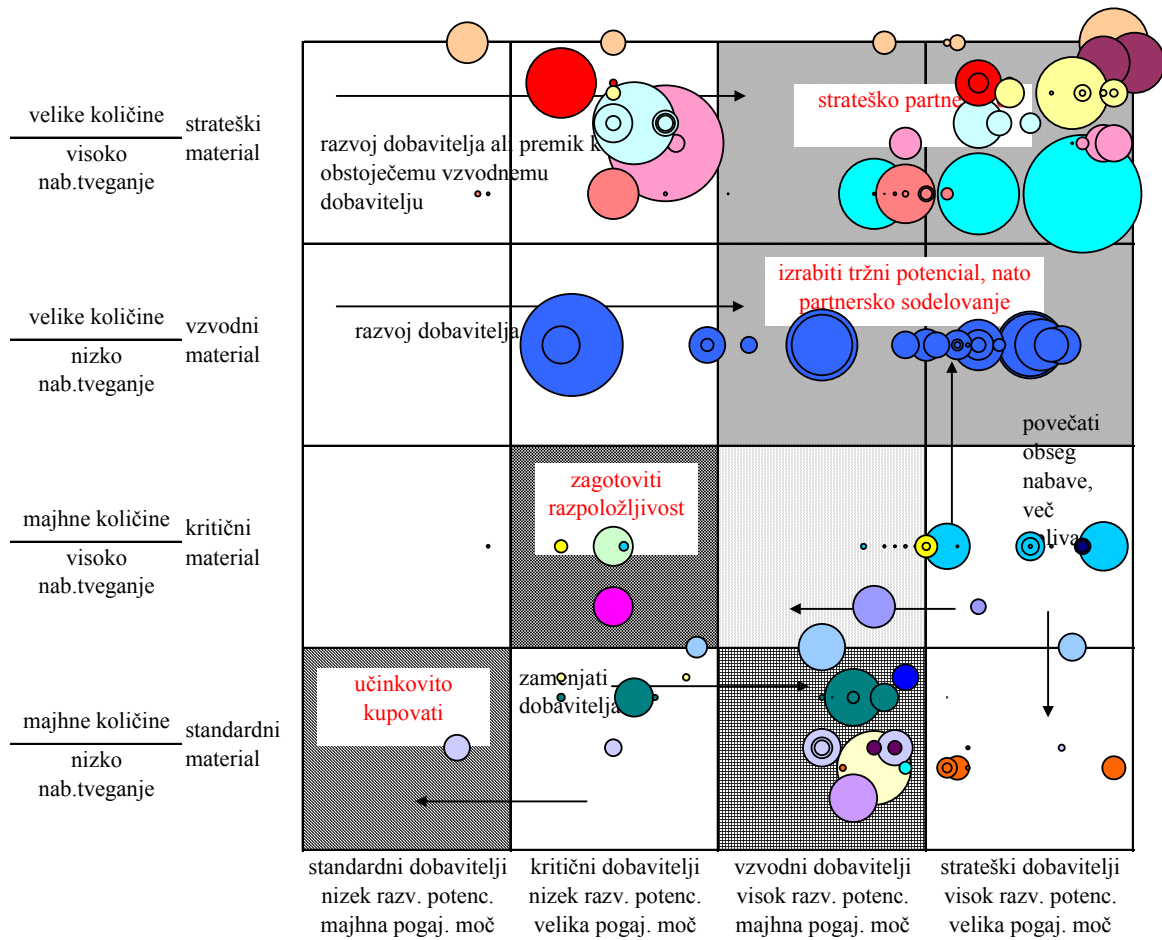 velike količine
visoko
nab.tveganje
strateški
material
razvoj dobavitelja ali premik k
obstoječemu vzvodnemu
dobavitelju
strateško
velike količine
nizko
nab.tveganje
vzvodni
material
razvoj dobavitelja
izrabiti tržni potencial, nato
partnersko sodelovanje
povečati
obseg
nabave,
več
majhne količine
visoko
nab.tveganje
kritični
material
zagotoviti
razpoložljivost
majhne količine
nizko
nab.tveganje
standardni
material
učinkovito
kupovati
zamenjati
dobavitelja
standardni dobavitelji
nizek razv. potenc.
majhna pogaj. moč
kritični dobavitelji
nizek razv. potenc.
velika pogaj. moč
vzvodni dobavitelji
visok razv. potenc.
majhna pogaj. moč
strateški dobavitelji
visok razv. potenc.
velika pogaj. moč